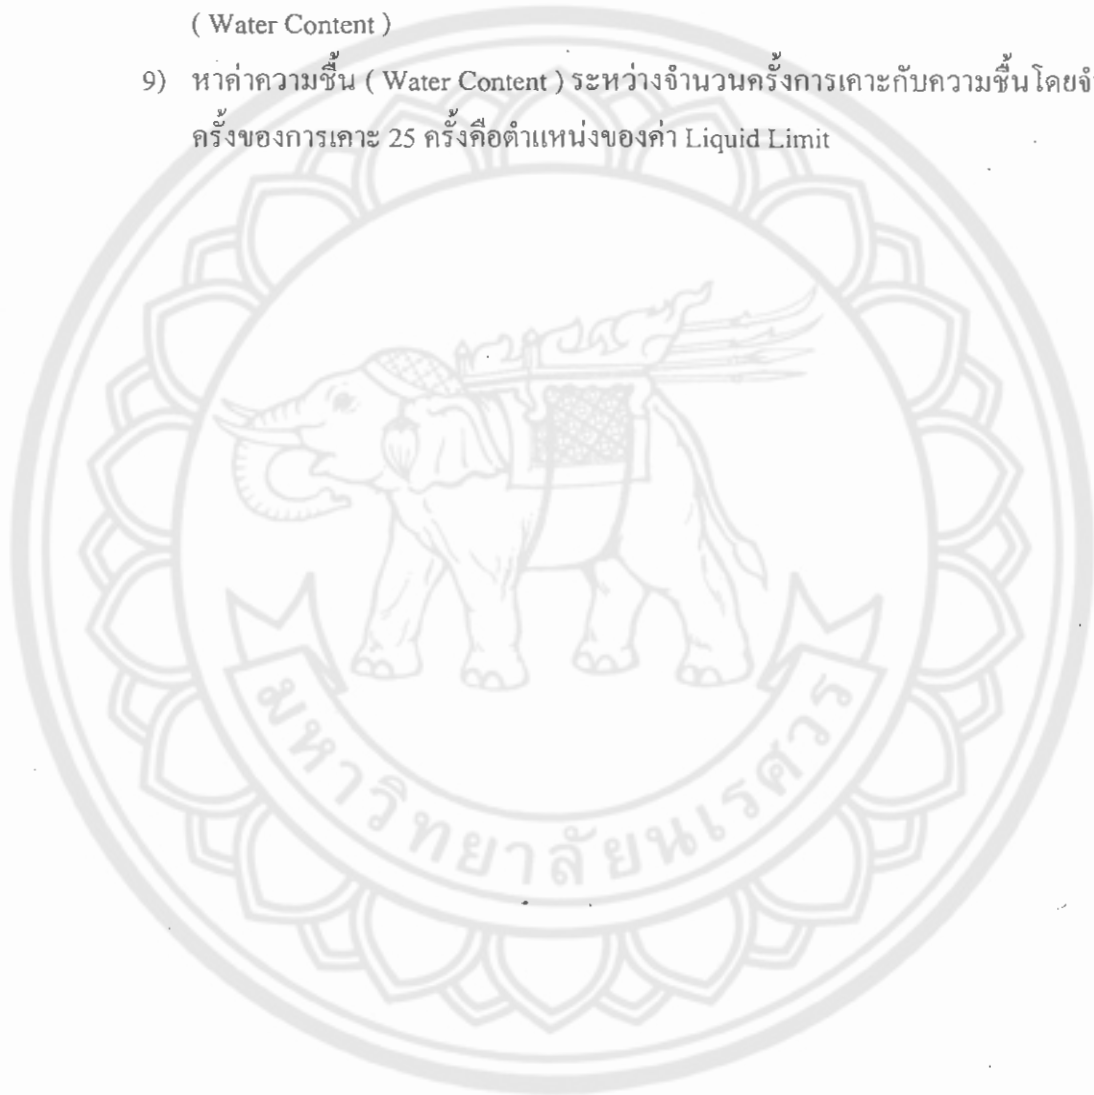 ( Water Content )
9) หาค่าความชื้น ( Water Content ) ระหว่างจำนวนครั้งการเคาะกับความชื้นโดยจำ
ครั้งของการเคาะ 25 ครั้งคือตำแหน่งของค่า Liquid Limit
มหาวิทยาลัยนเรศวร